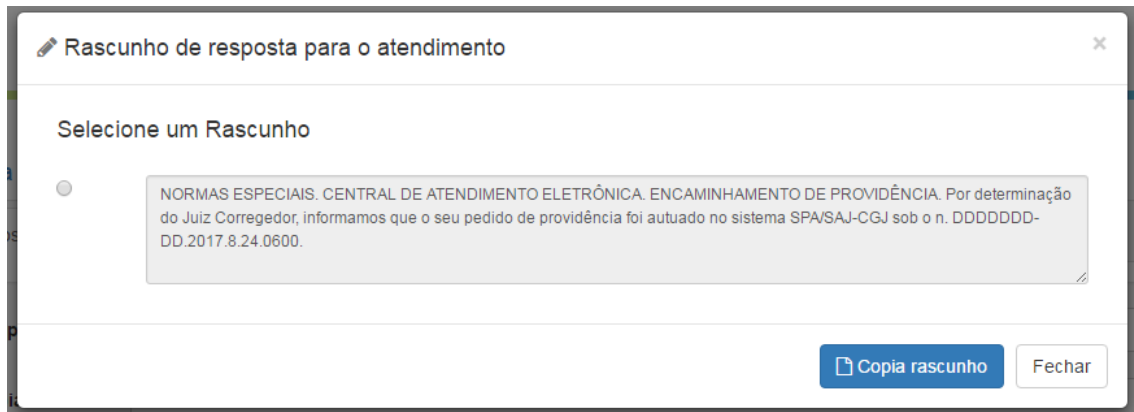 Rascunho de resposta para o atendimento
×
Selecione um Rascunho
NORMAS ESPECIAIS. CENTRAL DE ATENDIMENTO ELETRÔNICA. ENCAMINHAMENTO DE PROVIDÊNCIA. Por determinação
do Juiz Corregedor, informamos que o seu pedido de providência foi autuado no sistema SPA/SAJ-CGJ sob o n. DDDDDDD-
DD.2017.8.24.0600.
Copia rascunho
Fechar